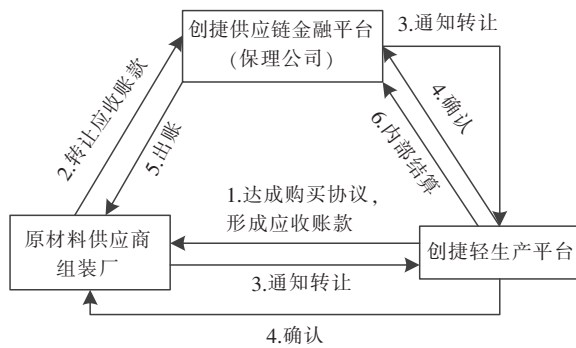 创捷供应链金融平台
(保理公司)
3.通知转让
2.转让应收账款
5.出账
4.确认
6.内部结算
1.达成购买协议，
形成应收账款
原材料供应商
组装厂
创捷轻生产平台
3.通知转让
4.确认